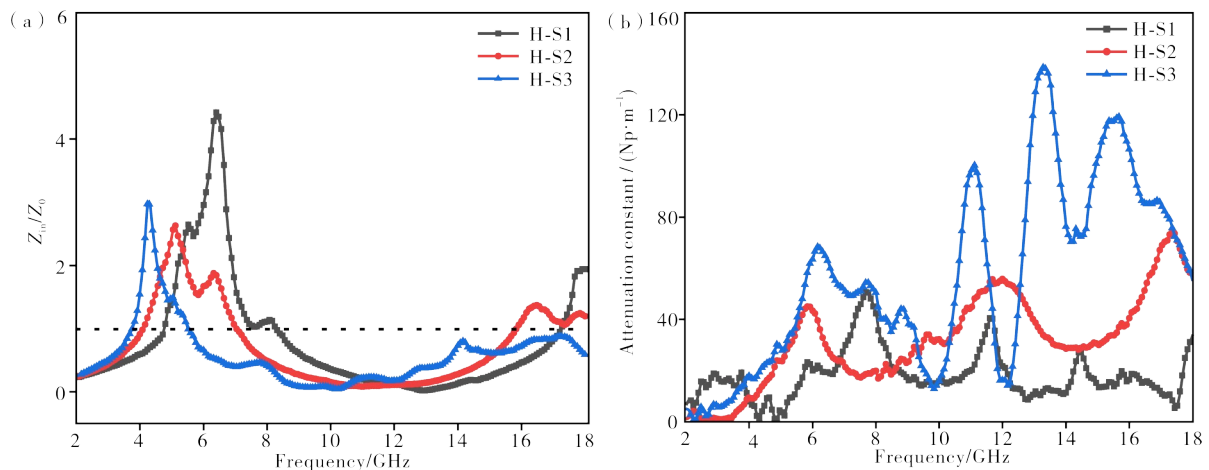 (a)
6
4
2
0
Z_in/Z_0
H-S1
H-S2
H-S3
2 4 6 8 10 12 14 16 18
Frequency/GHz
(b)
160
120
80
40
0
Attenuation constant/(Np·m⁻¹)
H-S1
H-S2
H-S3
2 4 6 8 10 12 14 16 18
Frequency/GHz